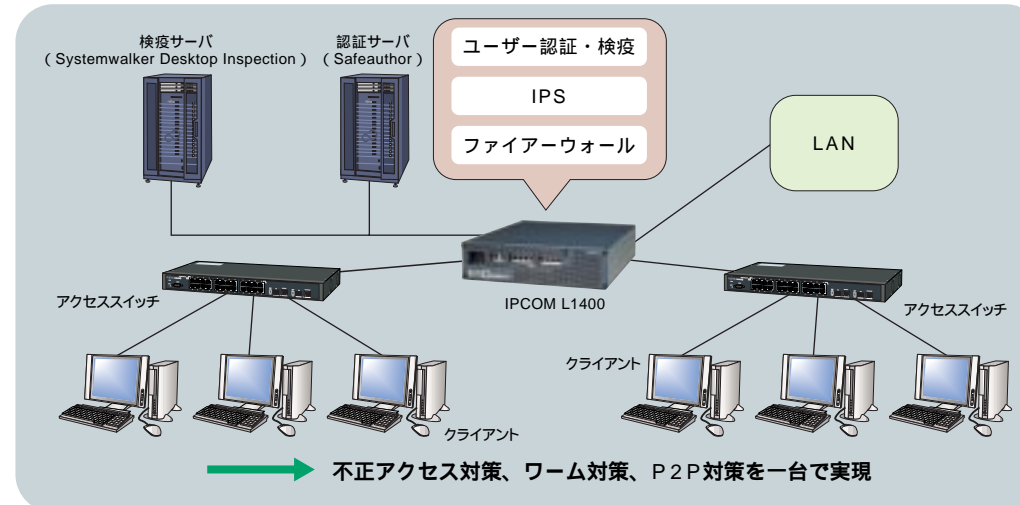 検疫サーバ
( Systemwalker Desktop Inspection )
認証サーバ
( Safeauthor )
ユーザー認証・検疫
IPS
ファイアーウォール
LAN
IPCOM L1400
アクセススイッチ
アクセススイッチ
クライアント
クライアント
不正アクセス対策、ワーム対策、P2P対策を一台で実現